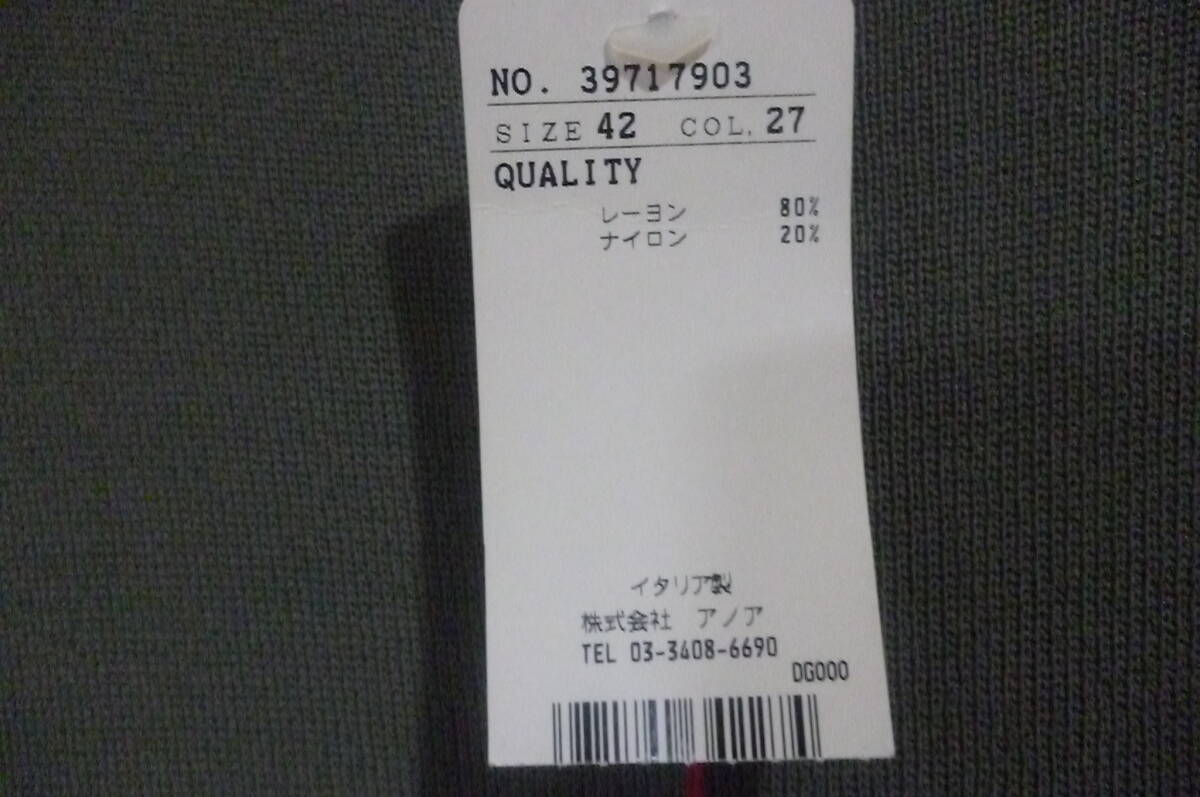 NO. 39717903
SIZE 42 COL. 27
QUALITY
レーヨン 80%
ナイロン 20%
イタリア製
株式会社 アノア
TEL 03-3408-6690
DG000